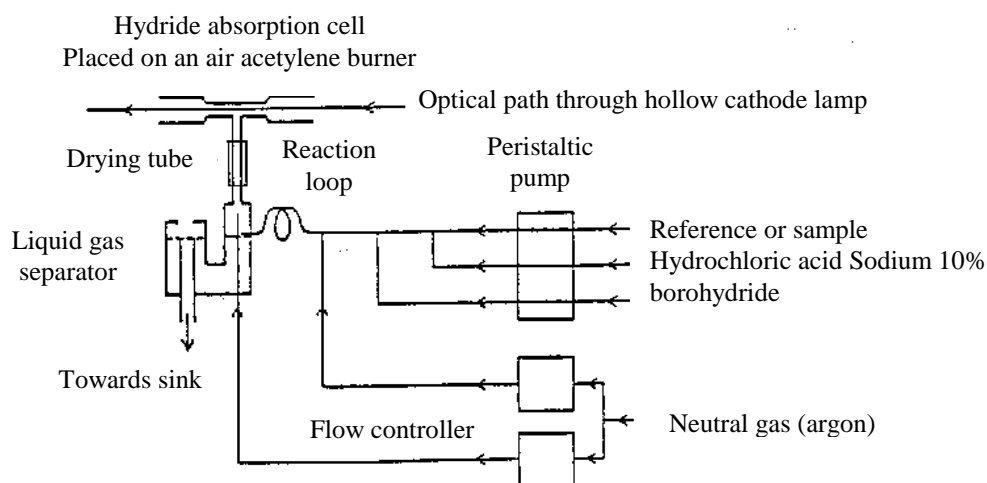 Hydride absorption cell
Placed on an air acetylene burner
Optical path through hollow cathode lamp
Drying tube
Reaction
loop
Peristaltic
pump
Liquid gas
separator
Reference or sample
Hydrochloric acid Sodium 10%
borohydride
Towards sink
Flow controller
Neutral gas (argon)